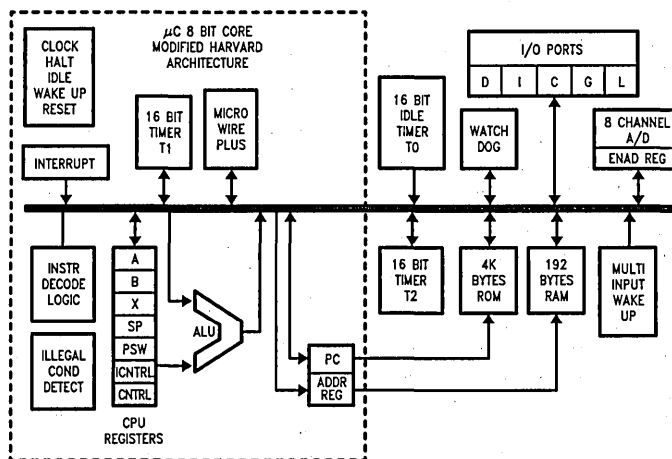 CLOCK
HALT
IDLE
WAKE UP
RESET
μC 8 BIT CORE
MODIFIED HARVARD
ARCHITECTURE
I/O PORTS
D I C G L
16 BIT
TIMER
T1
MICRO
WIRE
PLUS
16 BIT
IDLE
TIMER
T0
WATCH
DOG
8 CHANNEL
A/D
ENAD REG
INTERRUPT
INSTR
DECODE
LOGIC
ILLEGAL
COND
DETECT
A
B
X
SP
PSW
ICNTRL
CNTRL
CPU
REGISTERS
ALU
PC
ADDR
REG
16 BIT
TIMER
T2
4K
BYTES
ROM
192
BYTES
RAM
MULTI
INPUT
WAKE
UP